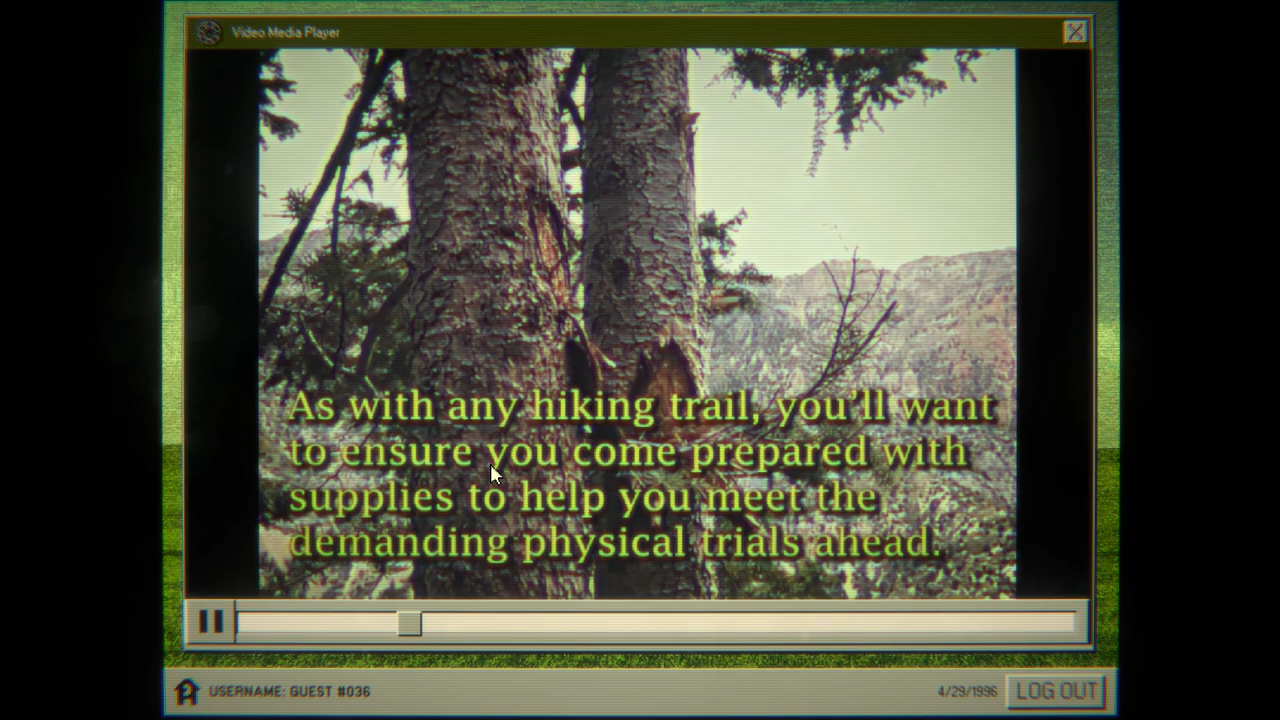 Video Media Player
As with any hiking trail, you'll want
to ensure you come prepared with
supplies to help you meet the
demanding physical trials ahead.
USERNAME: GUEST #036
4/29/1996
LOG OUT